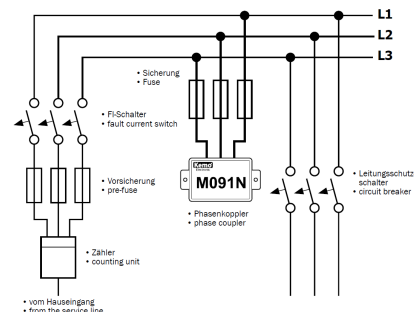 L1
L2
L3
• Sicherung
• Fuse
• FI-Schalter
• fault current switch
Kemo
M091N
• Vorsicherung
• pre-fuse
• Leitungsschutz
schalter
• circuit breaker
• Phasenkoppler
• phase coupler
• Zähler
• counting unit
• vom Hauseingang
• from the service line